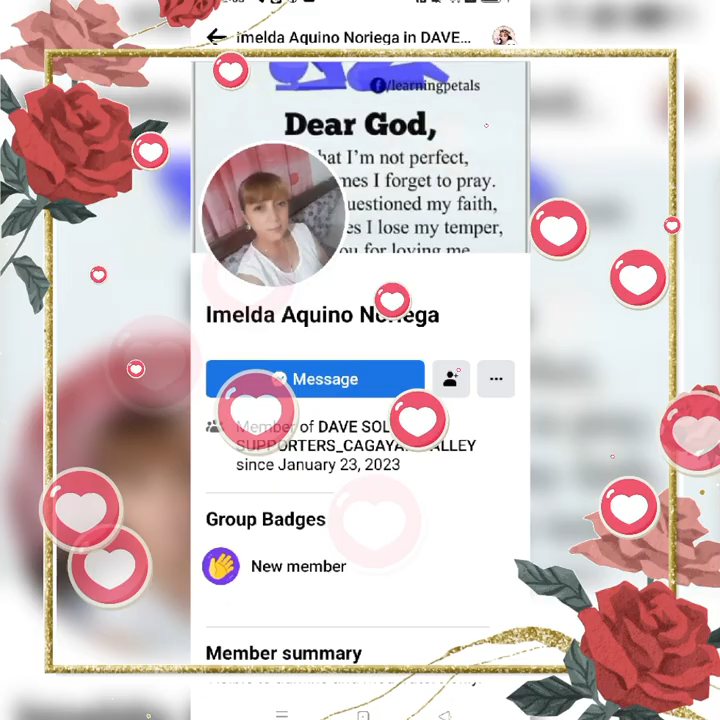 Imelda Aquino Noriega in DAVE...
f/learningpetals
Dear God,
hat I'm not perfect,
mes I forget to pray.
uestioned my faith,
es I lose my temper,
ou for loving me
Imelda Aquino Noriega
Message
Member of DAVE SOL
SUPPORTERS_CAGAYA ALLEY
since January 23, 2023
Group Badges
New member
Member summary